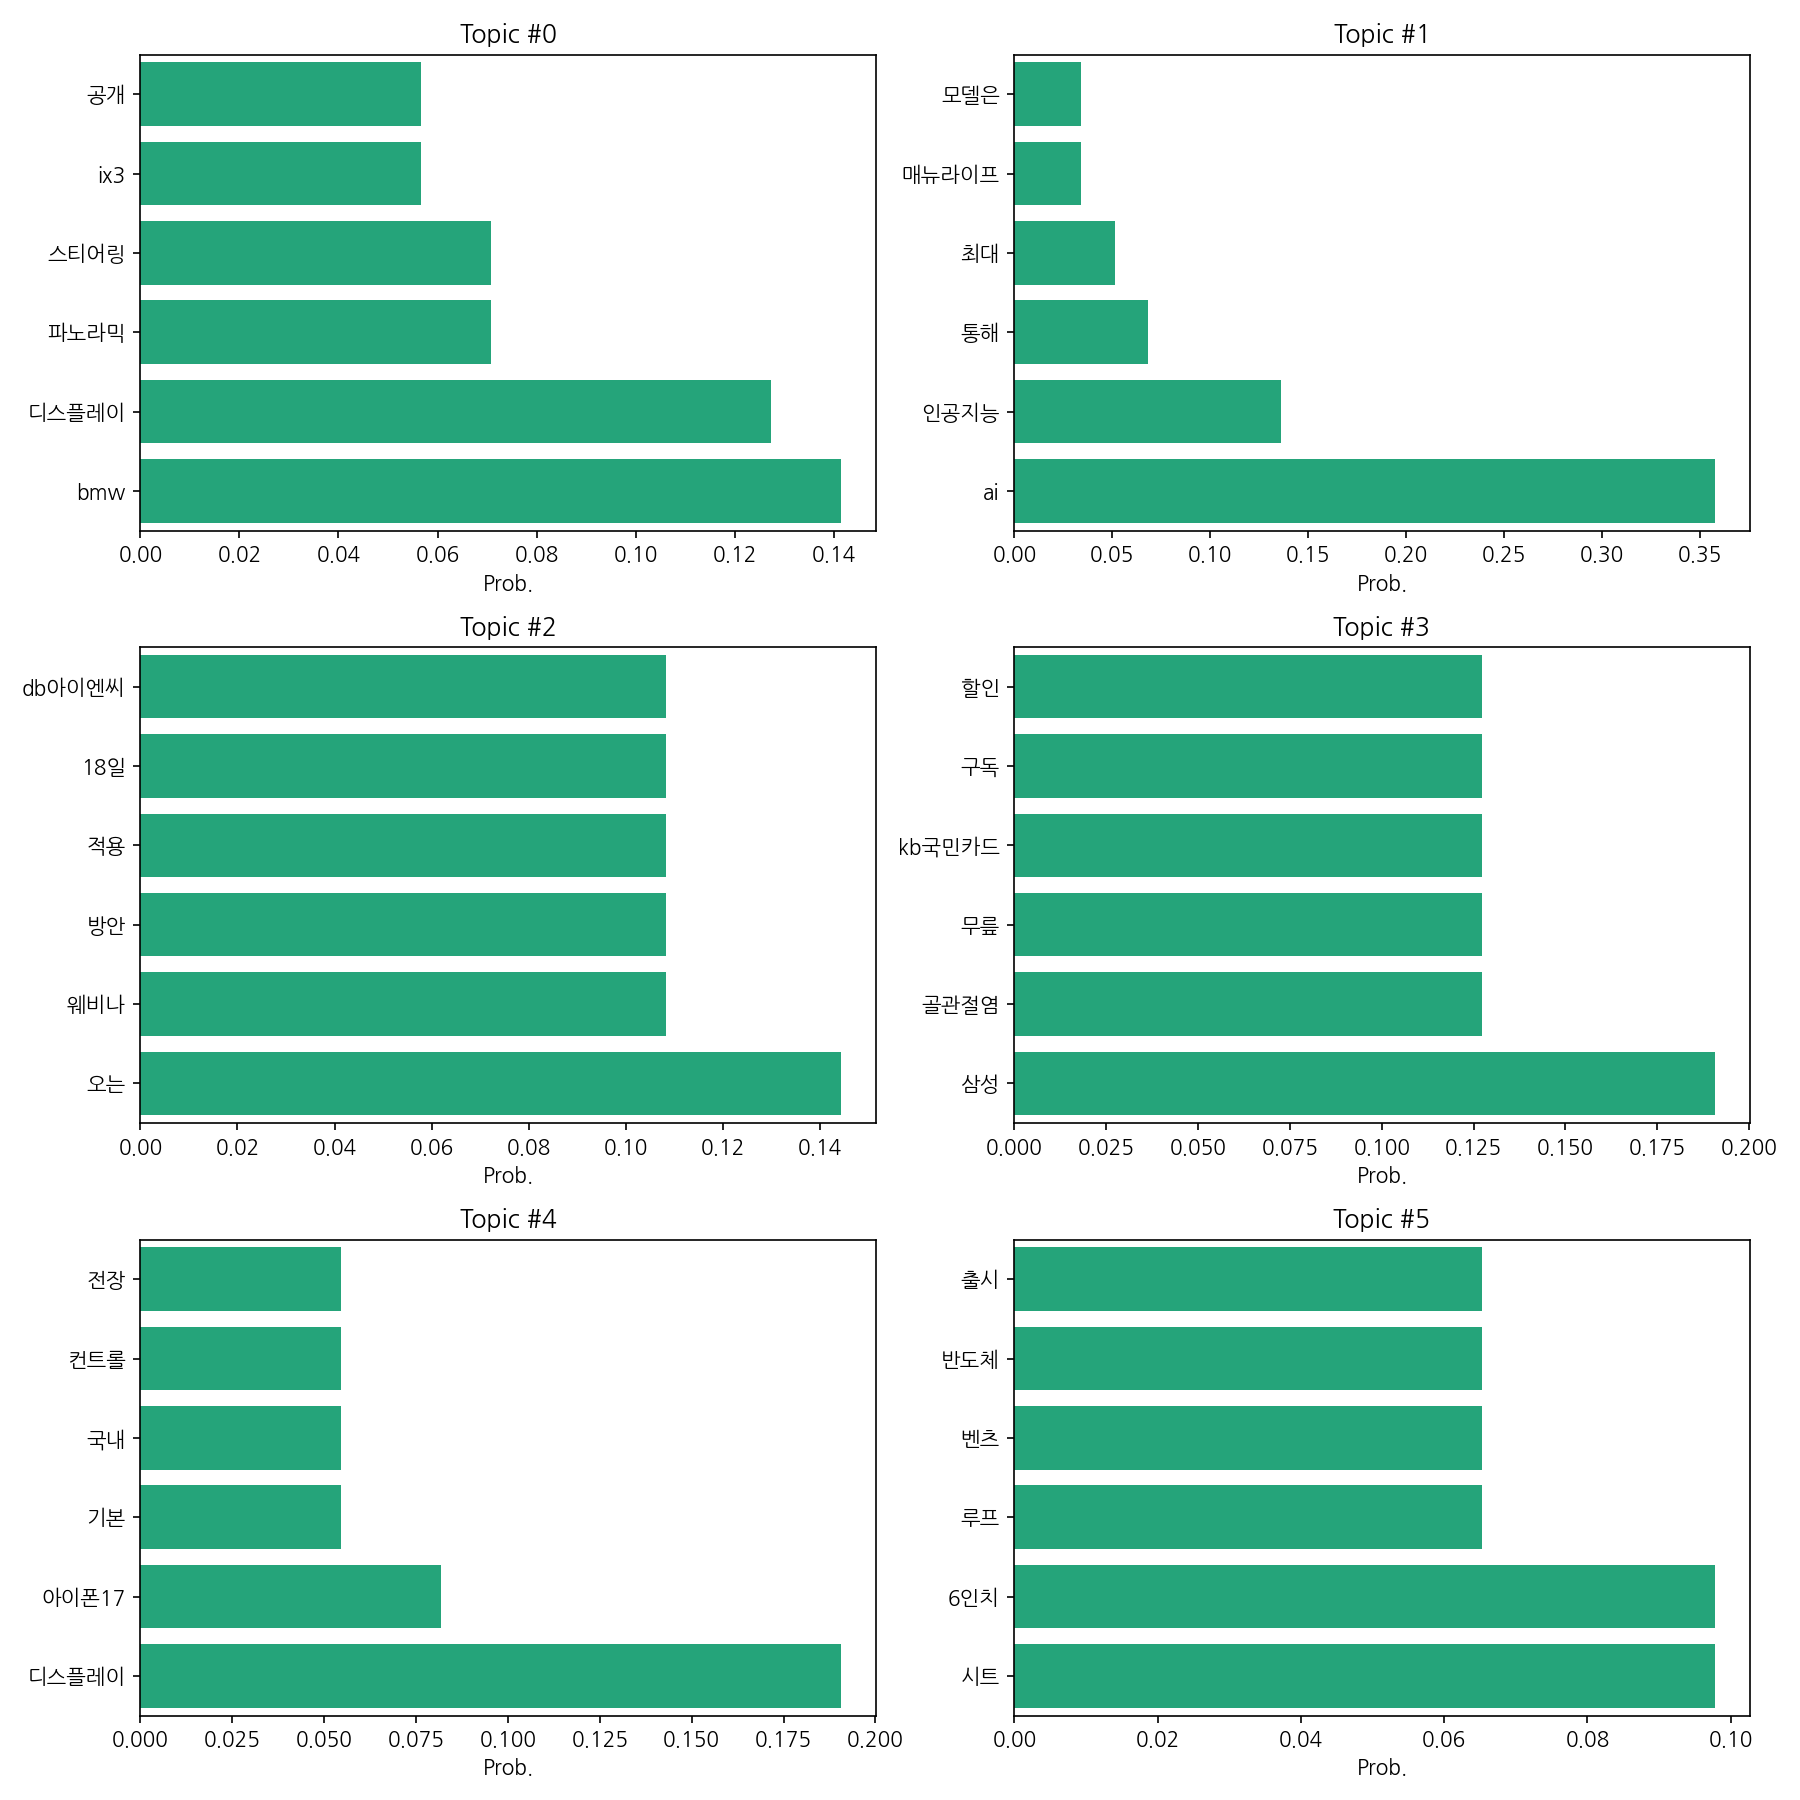 Topic #0
공개
ix3
스티어링
파노라믹
디스플레이
bmw
0.00 0.02 0.04 0.06 0.08 0.10 0.12 0.14
Prob.
Topic #1
모델은
매뉴라이프
최대
통해
인공지능
ai
0.00 0.05 0.10 0.15 0.20 0.25 0.30 0.35
Prob.
Topic #2
db아이엔씨
18일
적용
방안
웨비나
오는
0.00 0.02 0.04 0.06 0.08 0.10 0.12 0.14
Prob.
Topic #3
할인
구독
kb국민카드
무릎
골관절염
삼성
0.000 0.025 0.050 0.075 0.100 0.125 0.150 0.175 0.200
Prob.
Topic #4
전장
컨트롤
국내
기본
아이폰17
디스플레이
0.000 0.025 0.050 0.075 0.100 0.125 0.150 0.175 0.200
Prob.
Topic #5
출시
반도체
벤츠
루프
6인치
시트
0.00 0.02 0.04 0.06 0.08 0.10
Prob.